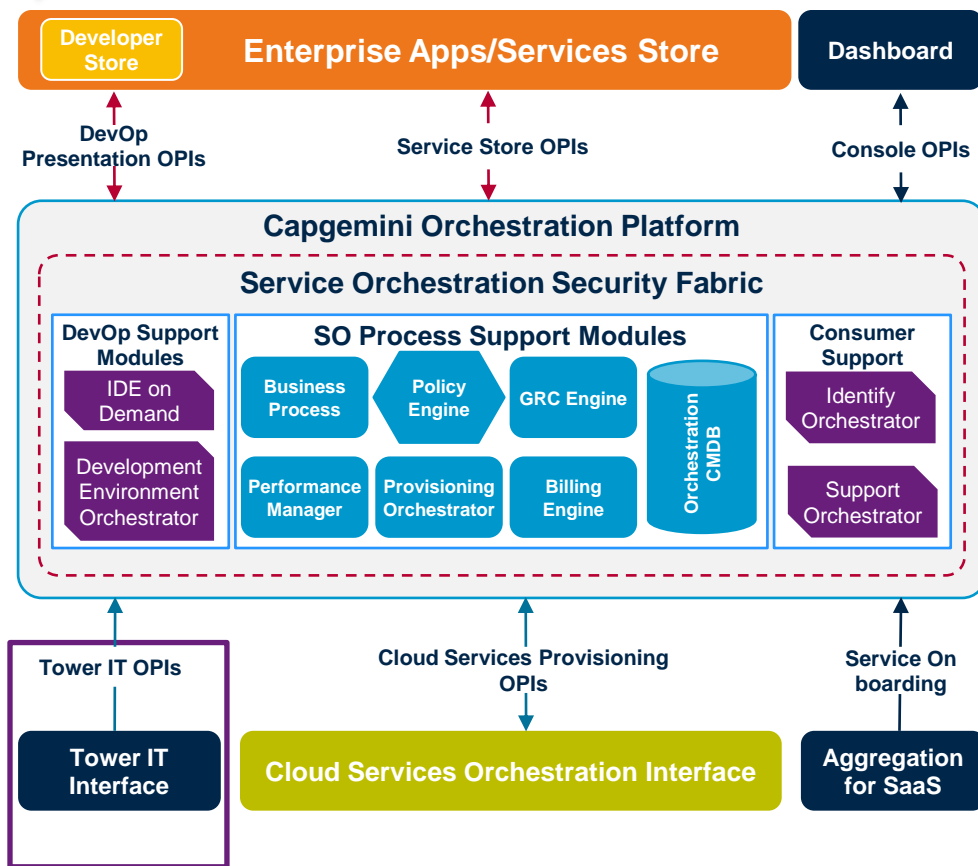 Developer
Store
Enterprise Apps/Services Store
Dashboard
DevOp
Presentation OPIs
Service Store OPIs
Console OPIs
Capgemini Orchestration Platform
Service Orchestration Security Fabric
DevOp Support
Modules
IDE on
Demand
Development
Environment
Orchestrator
SO Process Support Modules
Business
Process
Policy
Engine
GRC Engine
Performance
Manager
Provisioning
Orchestrator
Billing
Engine
Orchestration
CMDB
Consumer
Support
Identify
Orchestrator
Support
Orchestrator
Tower IT OPIs
Cloud Services Provisioning
OPIs
Service On
boarding
Tower IT
Interface
Cloud Services Orchestration Interface
Aggregation
for SaaS